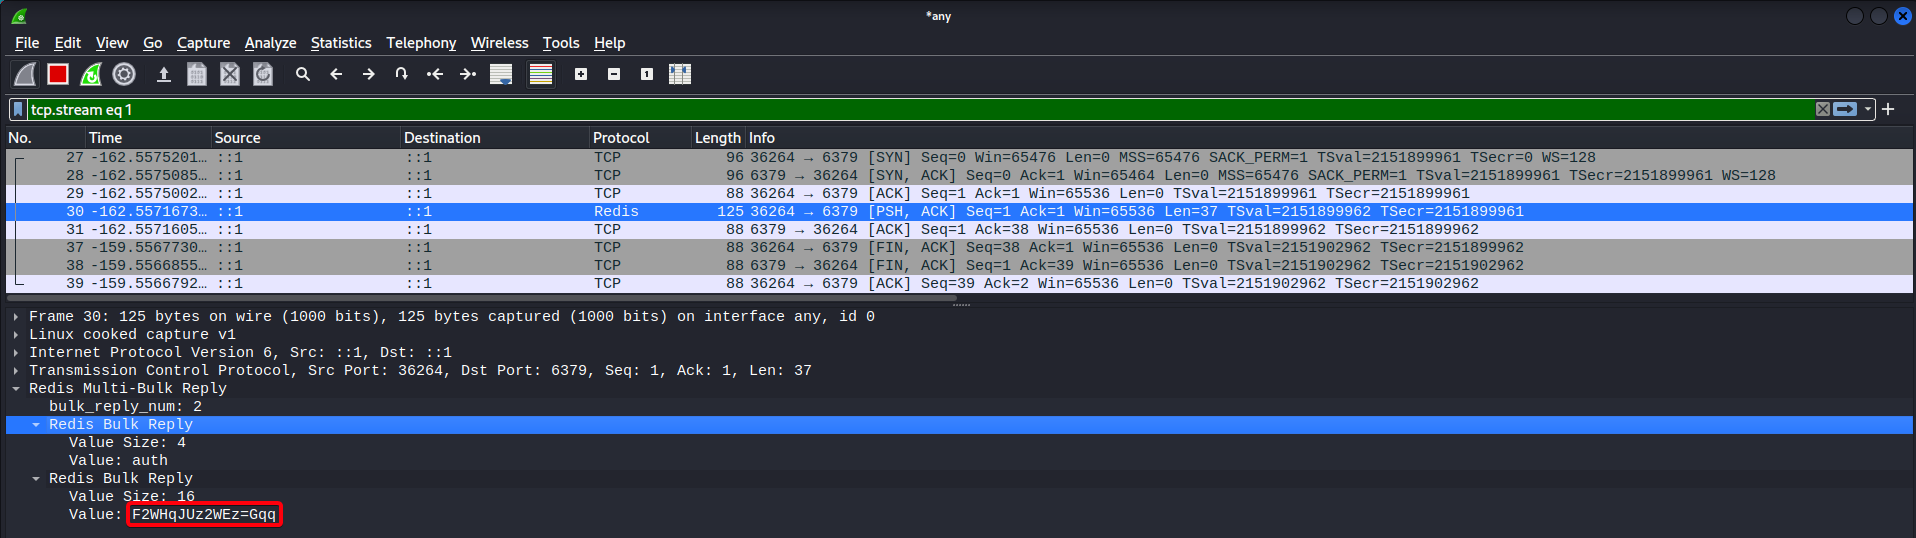 *any
File Edit View Go Capture Analyze Statistics Telephony Wireless Tools Help
tcp.stream eq 1
No. Time Source Destination Protocol Length Info
27 -162.5575201… ::1 ::1 TCP 96 36264 → 6379 [SYN] Seq=0 Win=65476 Len=0 MSS=65476 SACK_PERM=1 TSval=2151899961 TSecr=0 WS=128
28 -162.5575085… ::1 ::1 TCP 96 6379 → 36264 [SYN, ACK] Seq=0 Ack=1 Win=65464 Len=0 MSS=65476 SACK_PERM=1 TSval=2151899961 TSecr=2151899961 WS=128
29 -162.5575002… ::1 ::1 TCP 88 36264 → 6379 [ACK] Seq=1 Ack=1 Win=65536 Len=0 TSval=2151899961 TSecr=2151899961
30 -162.5571673… ::1 ::1 Redis 125 36264 → 6379 [PSH, ACK] Seq=1 Ack=1 Win=65536 Len=37 TSval=2151899962 TSecr=2151899961
31 -162.5571605… ::1 ::1 TCP 88 6379 → 36264 [ACK] Seq=1 Ack=38 Win=65536 Len=0 TSval=2151899962 TSecr=2151899962
37 -159.5567730… ::1 ::1 TCP 88 36264 → 6379 [FIN, ACK] Seq=38 Ack=1 Win=65536 Len=0 TSval=2151902962 TSecr=2151899962
38 -159.5566855… ::1 ::1 TCP 88 6379 → 36264 [FIN, ACK] Seq=1 Ack=39 Win=65536 Len=0 TSval=2151902962 TSecr=2151902962
39 -159.5566792… ::1 ::1 TCP 88 36264 → 6379 [ACK] Seq=39 Ack=2 Win=65536 Len=0 TSval=2151902962 TSecr=2151902962
Frame 30: 125 bytes on wire (1000 bits), 125 bytes captured (1000 bits) on interface any, id 0
Linux cooked capture v1
Internet Protocol Version 6, Src: ::1, Dst: ::1
Transmission Control Protocol, Src Port: 36264, Dst Port: 6379, Seq: 1, Ack: 1, Len: 37
Redis Multi-Bulk Reply
bulk_reply_num: 2
Redis Bulk Reply
Value Size: 4
Value: auth
Redis Bulk Reply
Value Size: 16
Value: F2WHqJUz2WEz=Gqq